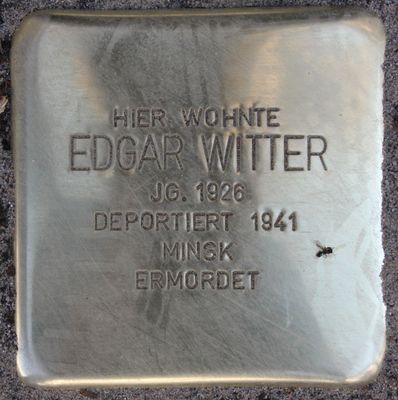 HIER WOHNTE
EDGAR WITTER
JG. 1926
DEPORTIERT 1941
MINSK
ERMORDET